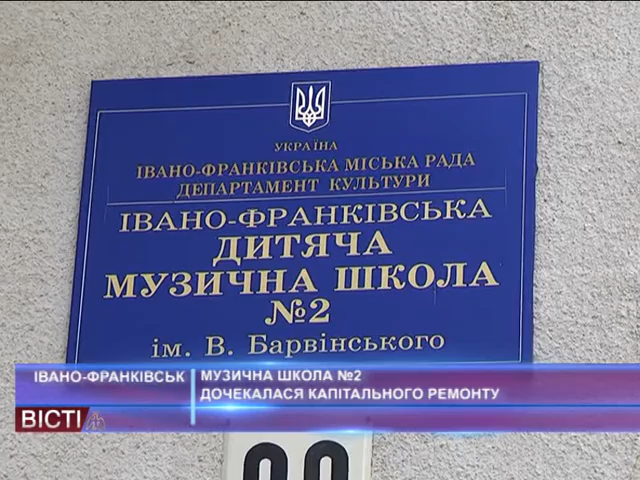 УКРАЇНА
ІВАНО-ФРАНКІВСЬКА МІСЬКА РАДА
ДЕПАРТАМЕНТ КУЛЬТУРИ
ІВАНО-ФРАНКІВСЬКА
ДИТЯЧА
МУЗИЧНА ШКОЛА
№2
ім. В. Барвінського
ІВАНО-ФРАНКІВСЬК
МУЗИЧНА ШКОЛА №2
ДОЧЕКАЛАСЯ КАПІТАЛЬНОГО РЕМОНТУ
ВІСТІ